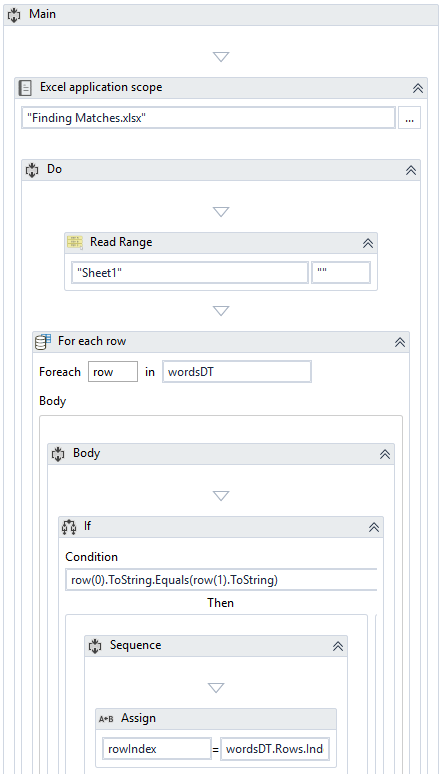 Main
Excel application scope
"Finding Matches.xlsx"
...
Do
Read Range
"Sheet1" ""
For each row
Foreach row in wordsDT
Body
Body
If
Condition
row(0).ToString.Equals(row(1).ToString)
Then
Sequence
A+B Assign
rowIndex = wordsDT.Rows.Ind